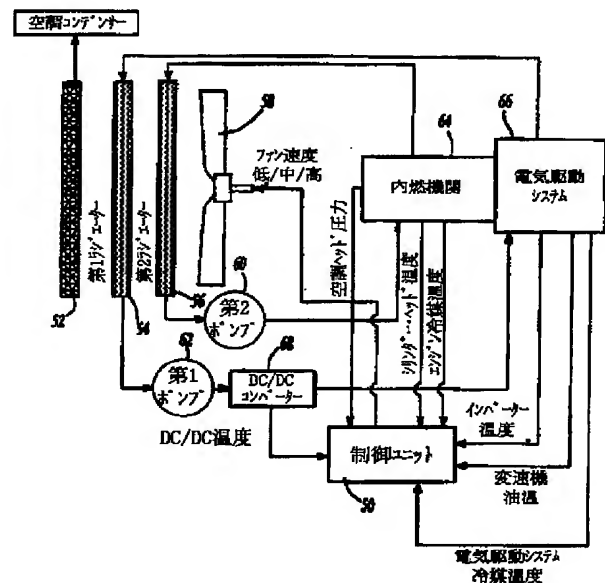 空調コンデンサー
52
第1ラジエーター
54
第2ラジエーター
56
58
ファン速度
低/中/高
60
第2
ポンプ
62
第1
ポンプ
68
DC/DC
コンバーター
DC/DC温度
64
内燃機関
66
電気駆動
システム
空調ヘッド圧力
シリンダー・ヘッド温度
エンジン冷媒温度
制御ユニット
50
インバーター
温度
変速機
油温
電気駆動システム
冷媒温度